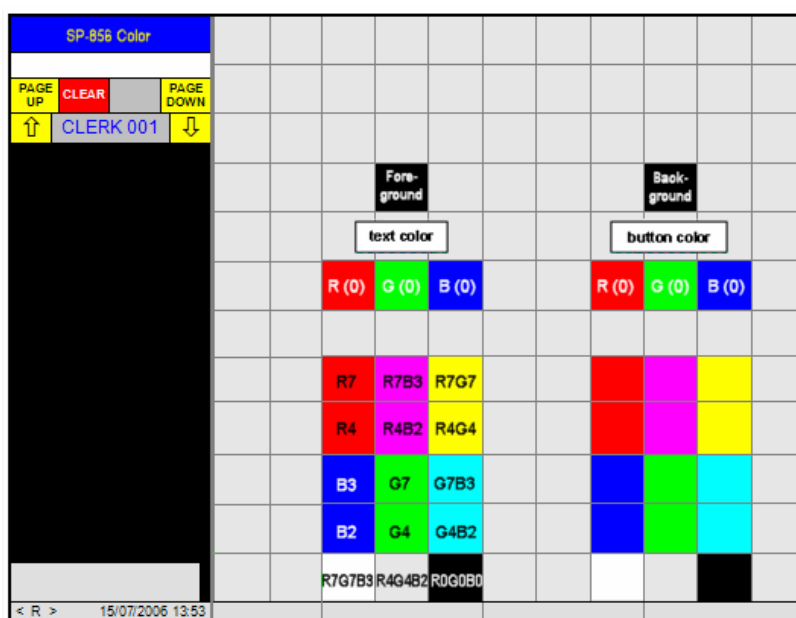 SP-856 Color
PAGE UP
CLEAR
PAGE DOWN
⇧ CLERK 001 ⇩
Fore-
ground
Back-
ground
text color
button color
R (0) G (0) B (0)
R (0) G (0) B (0)
R7 R7B3 R7G7
R4 R4B2 R4G4
B3 G7 G7B3
B2 G4 G4B2
R7G7B3 R4G4B2 R0G0B0
< R > 15/07/2006 13:53